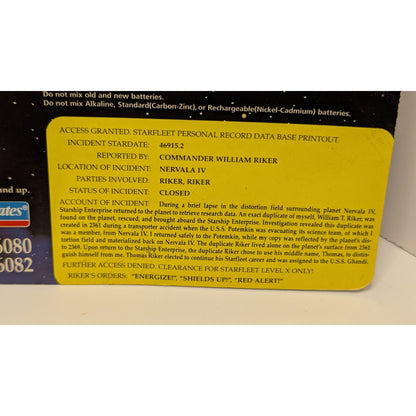 Do not mix old and new batteries.
Do not mix Alkaline, Standard(Carbon-Zinc), or Rechargeable(Nickel-Cadmium) batteries.
ACCESS GRANTED. STARFLEET PERSONAL RECORD DATA BASE PRINTOUT.
INCIDENT STARDATE: 46915.2
REPORTED BY: COMMANDER WILLIAM RIKER
LOCATION OF INCIDENT: NERVALA IV
PARTIES INVOLVED: RIKER, RIKER
STATUS OF INCIDENT: CLOSED
ACCOUNT OF INCIDENT: During a brief lapse in the distortion field surrounding planet Nervala IV,
Starship Enterprise returned to the planet to retrieve research data. An exact duplicate of myself, William T. Riker, was
found on the planet, rescued, and brought aboard the Starship Enterprise. Investigation revealed this duplicate was
created in 2361 during a transporter accident when the U.S.S. Potemkin was evacuating its science team, of which I
was a member, from Nervala IV. I returned safely to the Potemkin, while my copy was reflected by the planet's dis-
tortion field and materialized back on Nervala IV. The duplicate Riker lived alone on the planet's surface from 2361
to 2369. Upon return to the Starship Enterprise, the duplicate Riker chose to use his middle name, Thomas, to distin-
guish himself from me. Thomas Riker elected to continue his Starfleet career and was assigned to the U.S.S. Ghandi.
FURTHER ACCESS DENIED. CLEARANCE FOR STARFLEET LEVEL X ONLY!
RIKER'S ORDERS: "ENERGIZE!", "SHIELDS UP!", "RED ALERT!"
nd up.
ates®
6080
6082